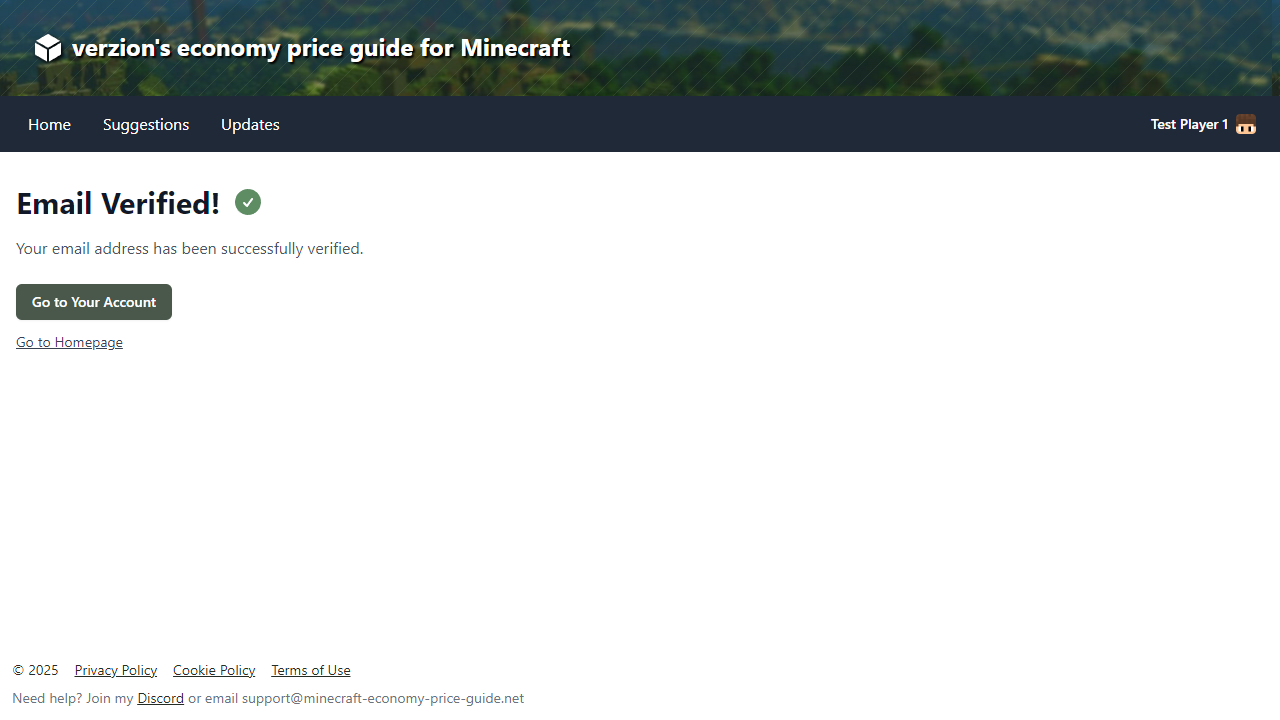 verzion's economy price guide for Minecraft
Home Suggestions Updates Test Player 1
Email Verified!
Your email address has been successfully verified.
Go to Your Account
Go to Homepage
© 2025 Privacy Policy Cookie Policy Terms of Use
Need help? Join my Discord or email support@minecraft-economy-price-guide.net